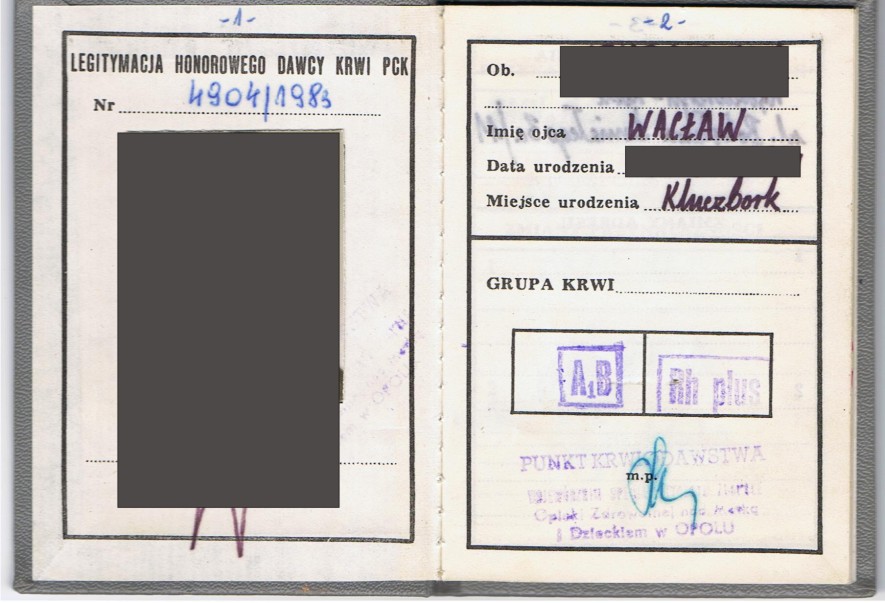 -1-
LEGITYMACJA HONOROWEGO DAWCY KRWI PCK
Nr 4904/1983
-2-
Ob.
Imię ojca WACŁAW
Data urodzenia
Miejsce urodzenia Kluczbork
GRUPA KRWI
A₁B
Rh plus
PUNKT KRWIODAWSTWA
m.p.
Opieki Zdrowotnej nad Matką
i Dzieckiem w OPOLU